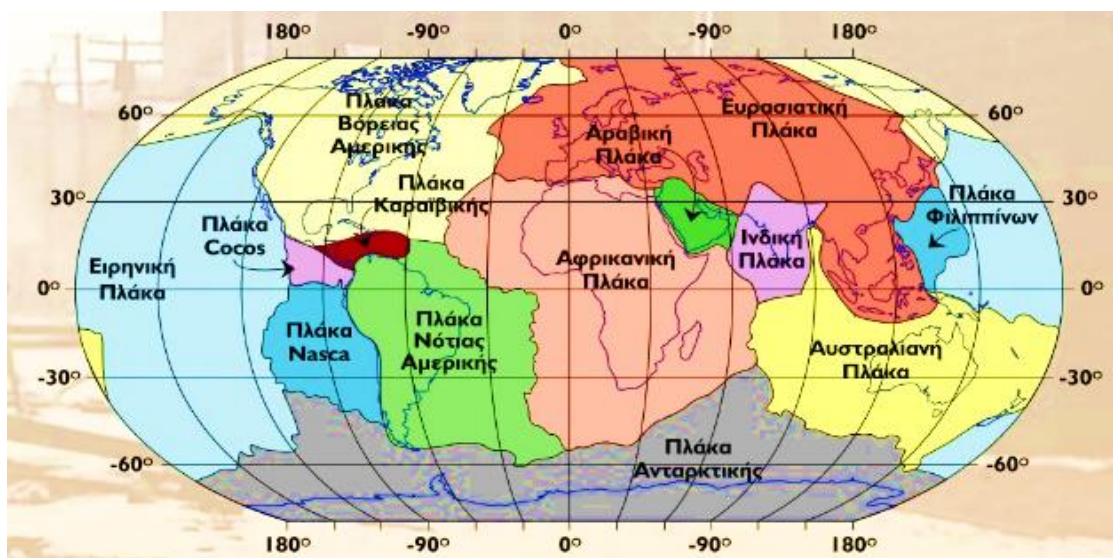 180° -90° 0° -90° 180°
60° 60°
Πλάκα
Βόρειας
Αμερικής
Ευρασιατική
Πλάκα
Αραβική
Πλάκα
30° 30°
Πλάκα
Καραϊβικής
Πλάκα
Φιλιππίνων
Πλάκα
Cocos
Ινδική
Πλάκα
Ειρηνική
Πλάκα
Αφρικανική
Πλάκα
0° 0°
Πλάκα
Nasca
Πλάκα
Νότιας
Αμερικής
Αυστραλιανη
Πλάκα
-30° -30°
Πλάκα
Ανταρκτικής
-60° -60°
180° -90° 0° -90° 180°